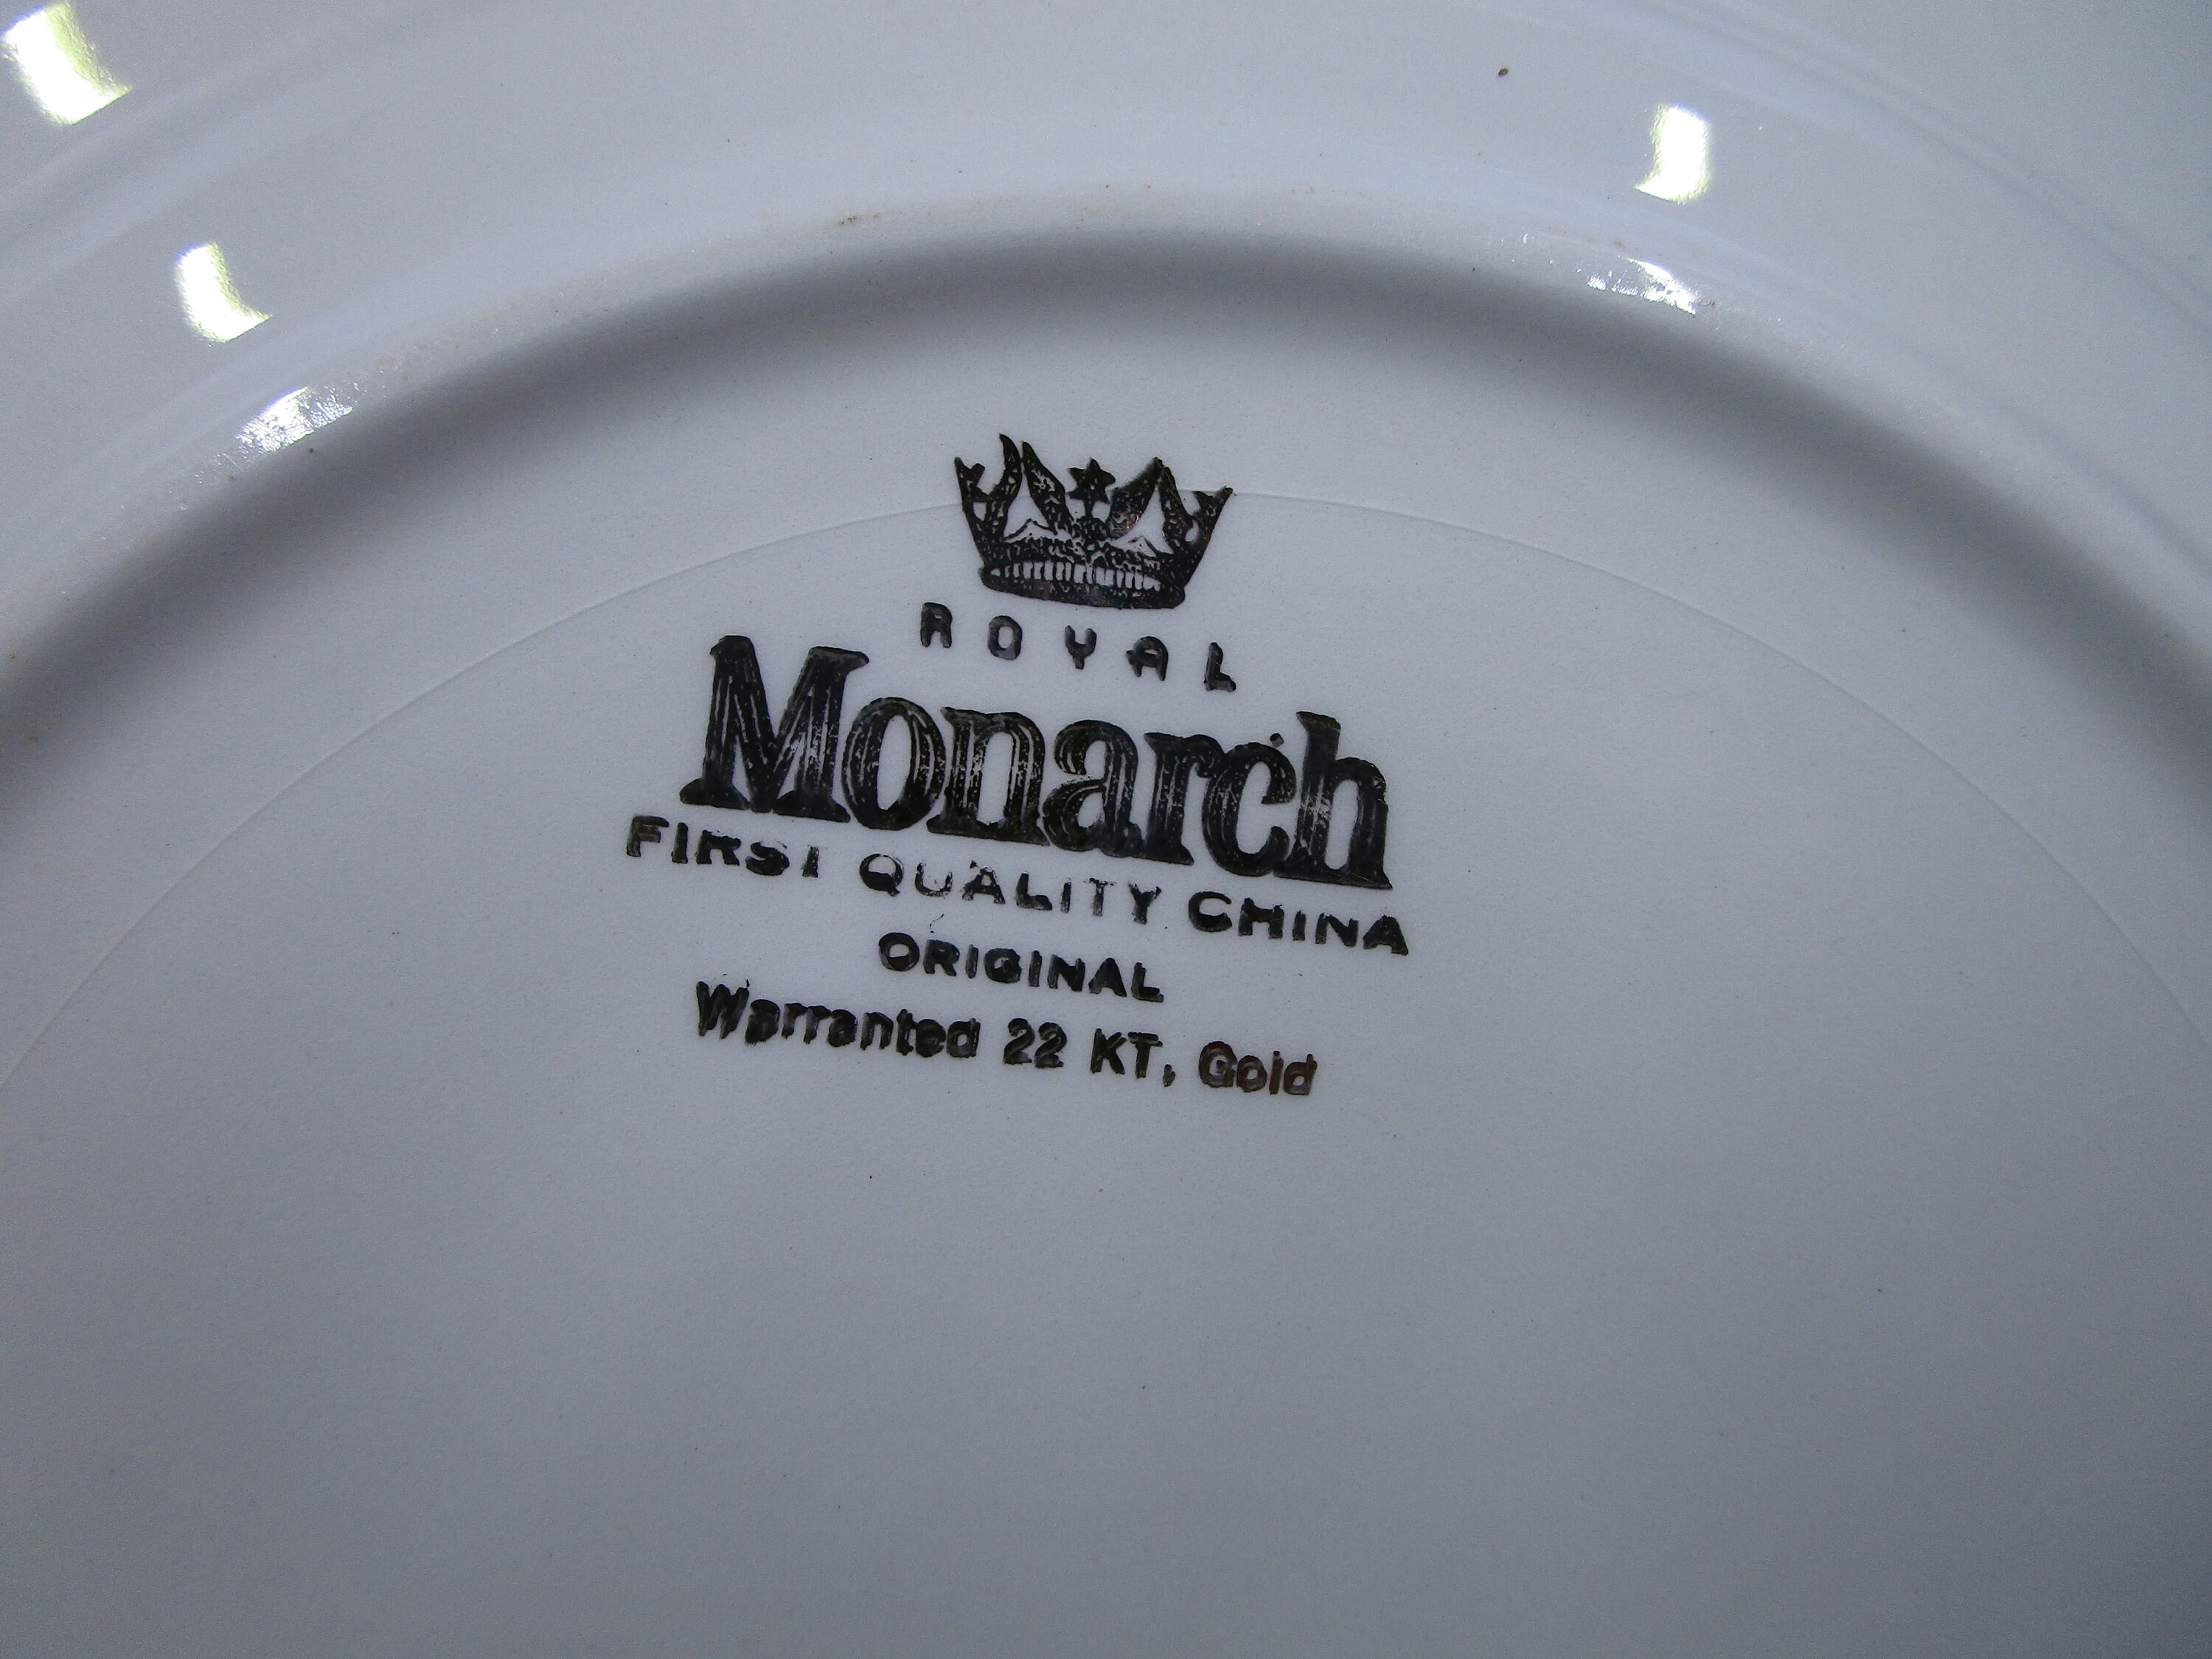 ROYAL
Monarch
FIRST QUALITY CHINA
ORIGINAL
Warranted 22 KT, Gold